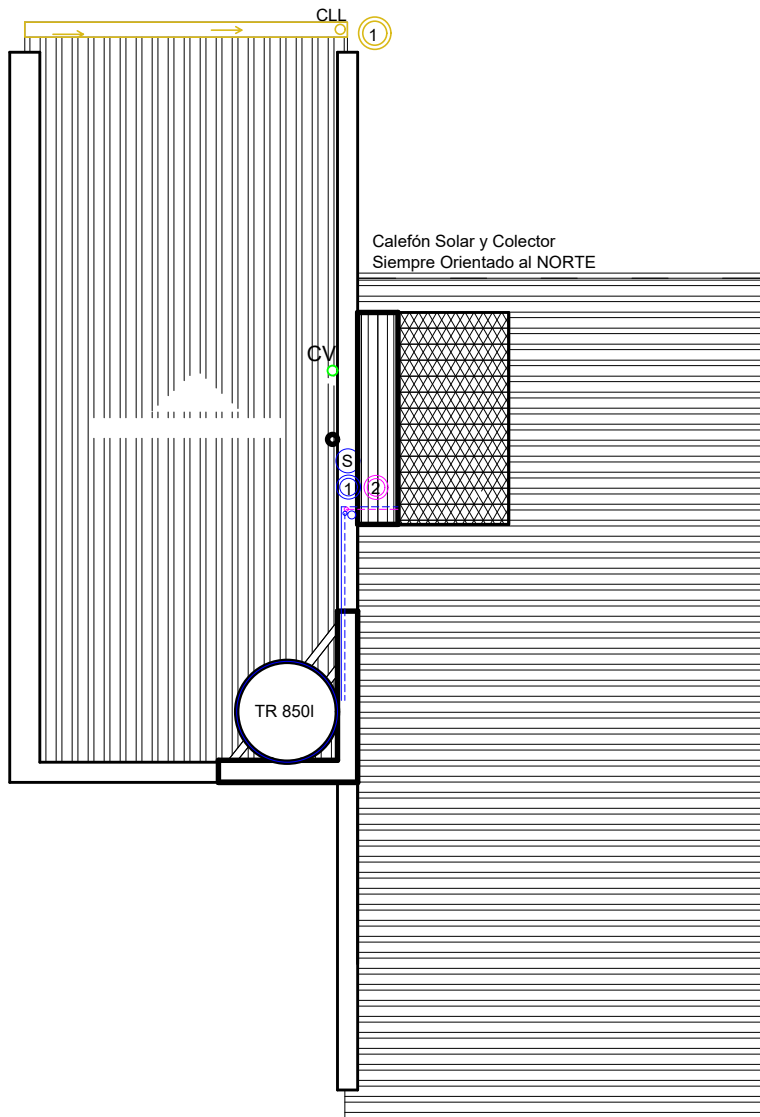 CLL
1
Calefón Solar y Colector
Siempre Orientado al NORTE
CV
S
1 2
TR 850l